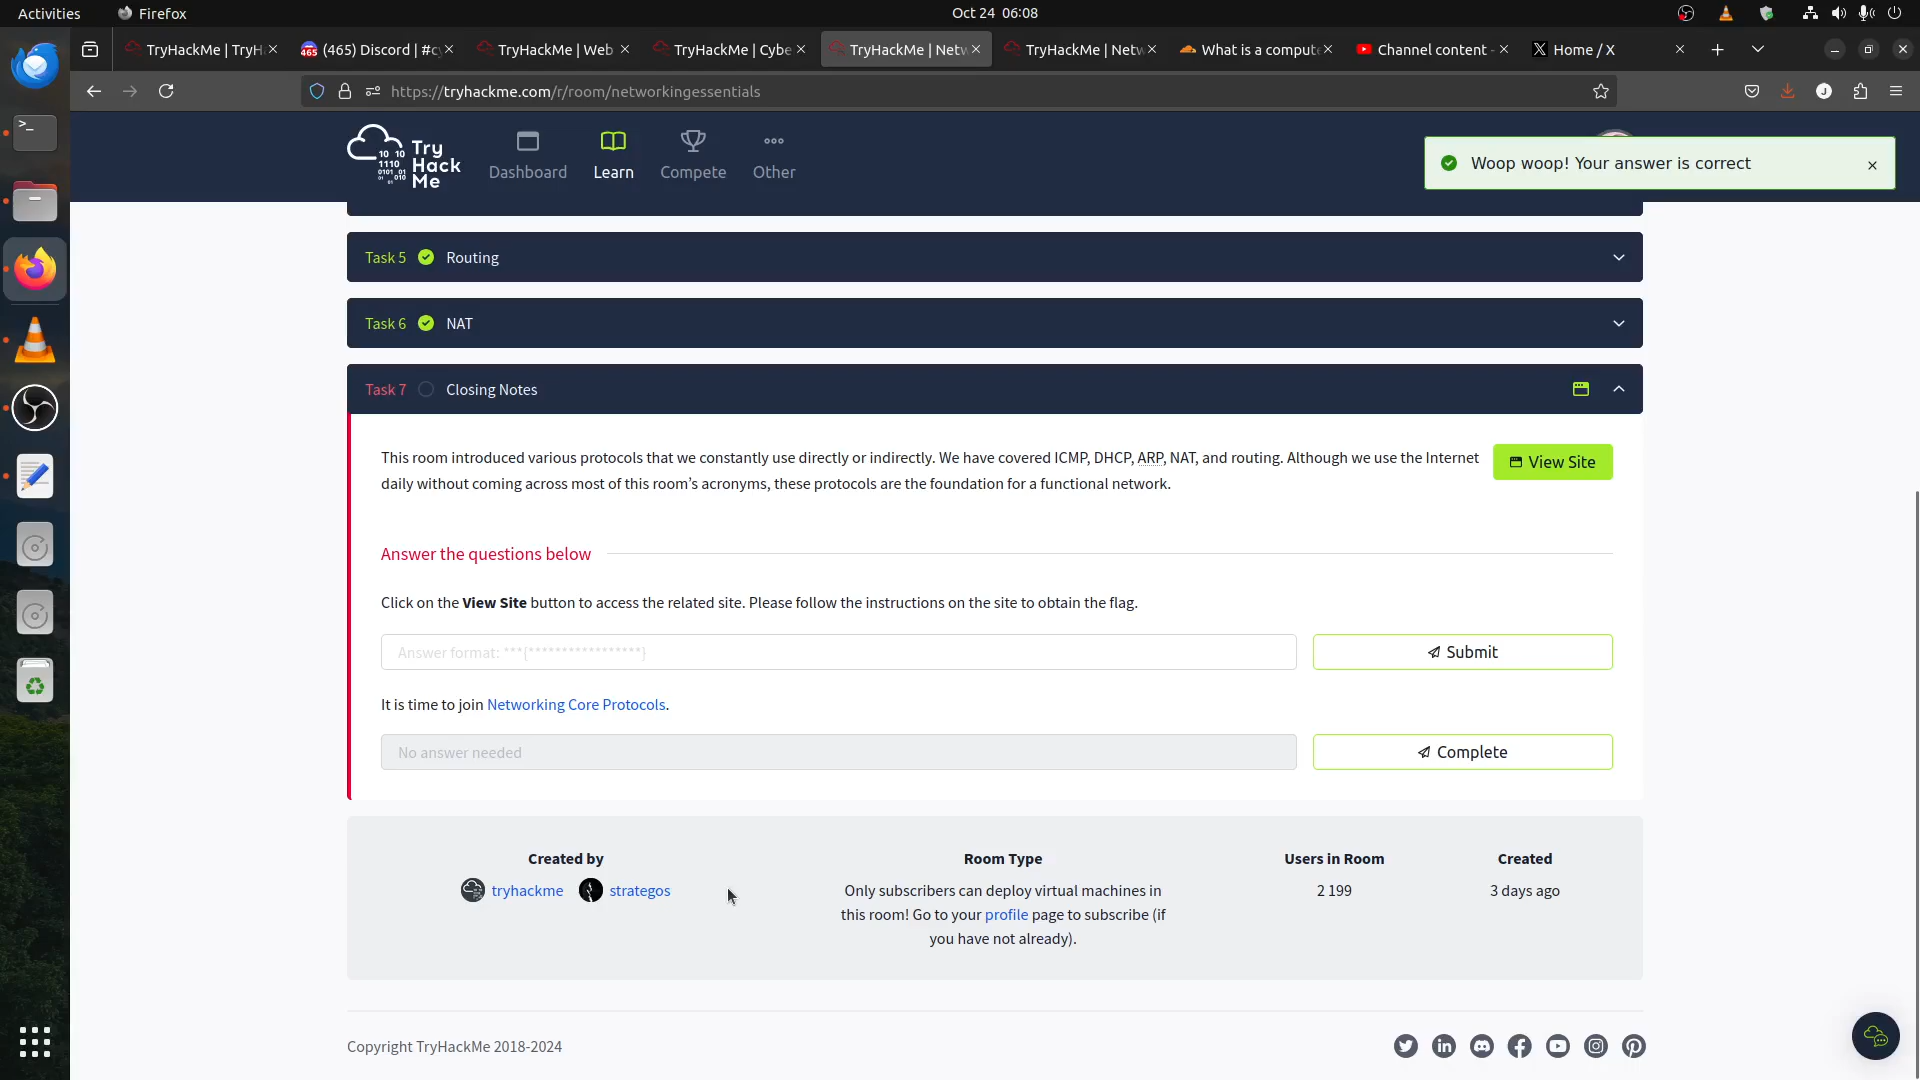 Activities
Firefox
Oct 24 06:08
TryHackMe | TryH
465
(465) Discord | #cy
TryHackMe | Web
TryHackMe | Cybe
TryHackMe | Netw
TryHackMe | Netw
What is a compute
Channel content -
Home / X
https://tryhackme.com/r/room/networkingessentials
J
Try
Hack
Me
Dashboard
Learn
Compete
Other
Woop woop! Your answer is correct
Task 5
Routing
Task 6
NAT
Task 7
Closing Notes
This room introduced various protocols that we constantly use directly or indirectly. We have covered ICMP, DHCP, ARP, NAT, and routing. Although we use the Internet
daily without coming across most of this room’s acronyms, these protocols are the foundation for a functional network.
View Site
Answer the questions below
Click on the View Site button to access the related site. Please follow the instructions on the site to obtain the flag.
Answer format: ***{*****************}
Submit
It is time to join Networking Core Protocols.
No answer needed
Complete
Created by
tryhackme
strategos
Room Type
Only subscribers can deploy virtual machines in
this room! Go to your profile page to subscribe (if
you have not already).
Users in Room
2 199
Created
3 days ago
Copyright TryHackMe 2018-2024